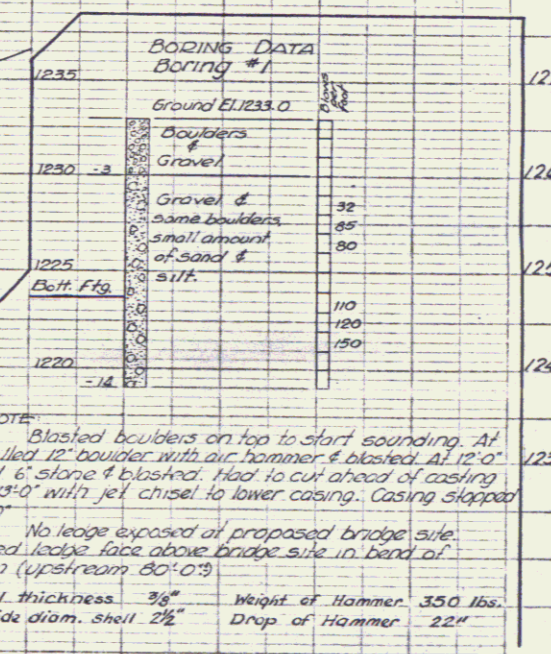 BORING DATA
Boring #1
1235
Ground El. 1233.0
Blows per foot
Boulders
&
Gravel
1230 -3
Gravel &
some boulders,
small amount
of sand &
silt.
32
85
80
1225
Bott. Ftg.
110
120
150
1220
-14
NOTE:
Blasted boulders on top to start sounding. At
lled 12" boulder with air hammer & blasted. At 12'-0"
6" stone & blasted. Had to cut ahead of casting
3'-0" with jet chisel to lower casing. Casing stopped
0"
No ledge exposed at proposed bridge site.
ed ledge face above bridge site in bend of
(upstream 80'-0"±)
thickness 3/8" Weight of Hammer 350 lbs.
ide diam. shell 2½" Drop of Hammer 22"